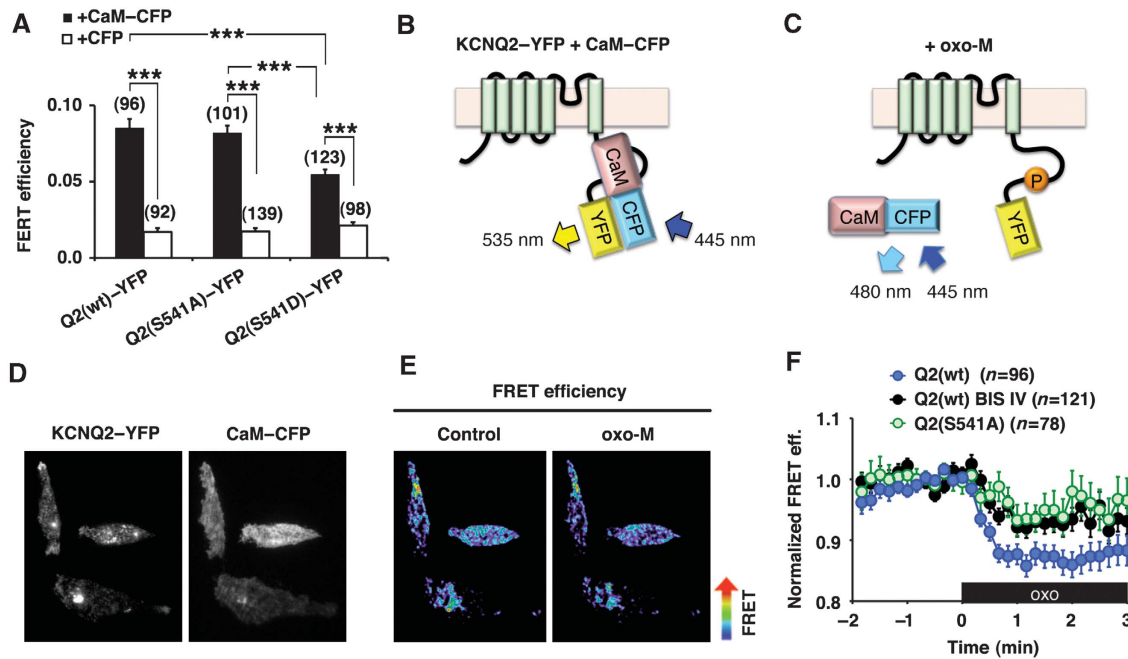 A
+CaM–CFP
+CFP
***
***
***
***
***
(96)
(101)
(123)
(92)
(139)
(98)
0.10
0.05
0.0
FERT efficiency
Q2(wt)–YFP
Q2(S541A)–YFP
Q2(S541D)–YFP
B
KCNQ2–YFP + CaM–CFP
CaM
YFP
CFP
535 nm
445 nm
C
+ oxo-M
P
CaM
CFP
YFP
480 nm
445 nm
D
KCNQ2–YFP
CaM–CFP
E
FRET efficiency
Control
oxo-M
FRET
F
Q2(wt) (n=96)
Q2(wt) BIS IV (n=121)
Q2(S541A) (n=78)
Normalized FRET eff.
1.1
1.0
0.9
0.8
oxo
–2
–1
0
1
2
3
Time (min)